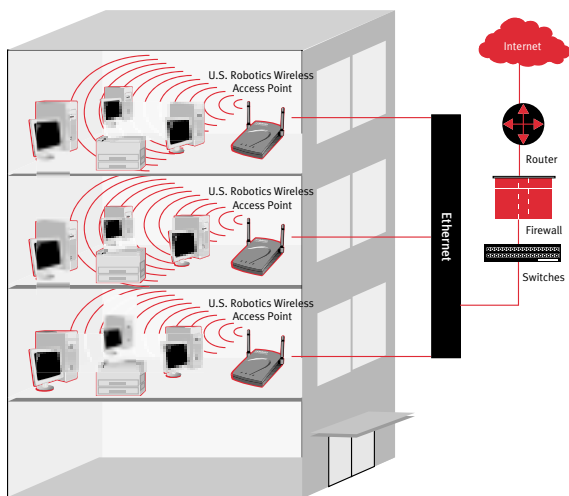 Internet
U.S. Robotics Wireless
Access Point
Router
U.S. Robotics Wireless
Access Point
Ethernet
Firewall
Switches
U.S. Robotics Wireless
Access Point